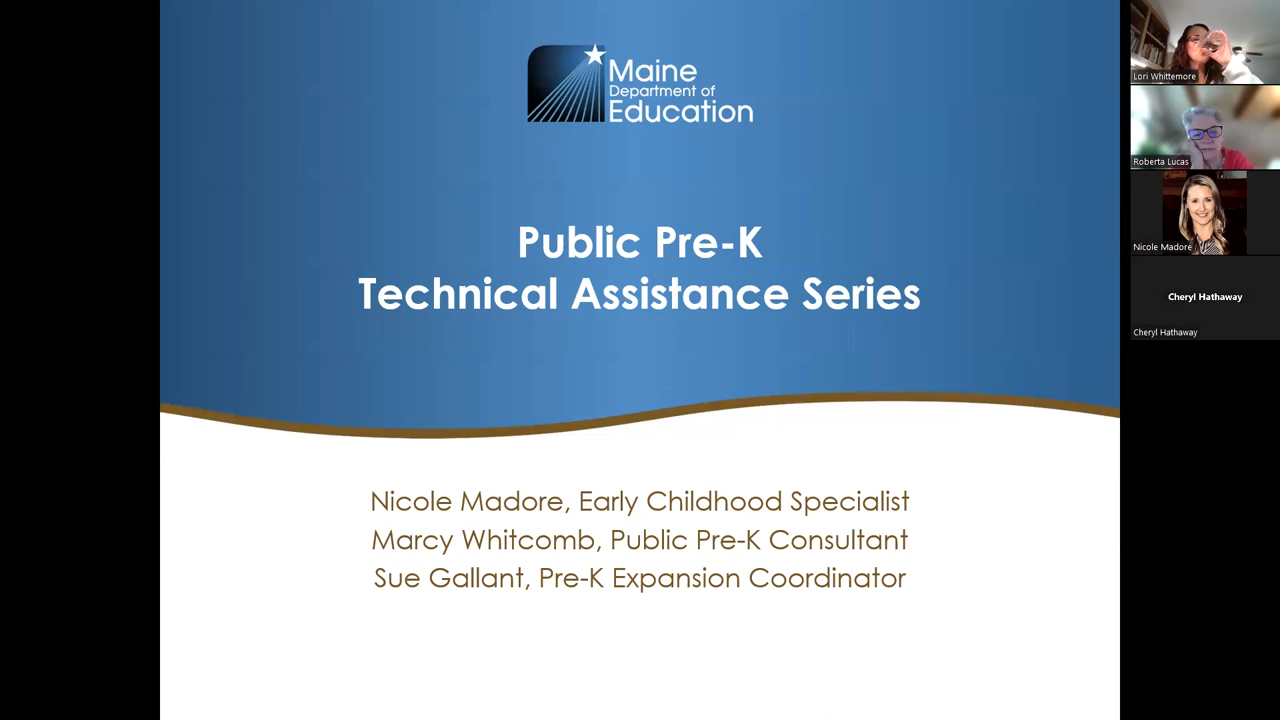 Maine
Department of
Education
Public Pre-K
Technical Assistance Series
Nicole Madore, Early Childhood Specialist
Marcy Whitcomb, Public Pre-K Consultant
Sue Gallant, Pre-K Expansion Coordinator
Lori Whittemore
Roberta Lucas
Nicole Madore
Cheryl Hathaway
Cheryl Hathaway